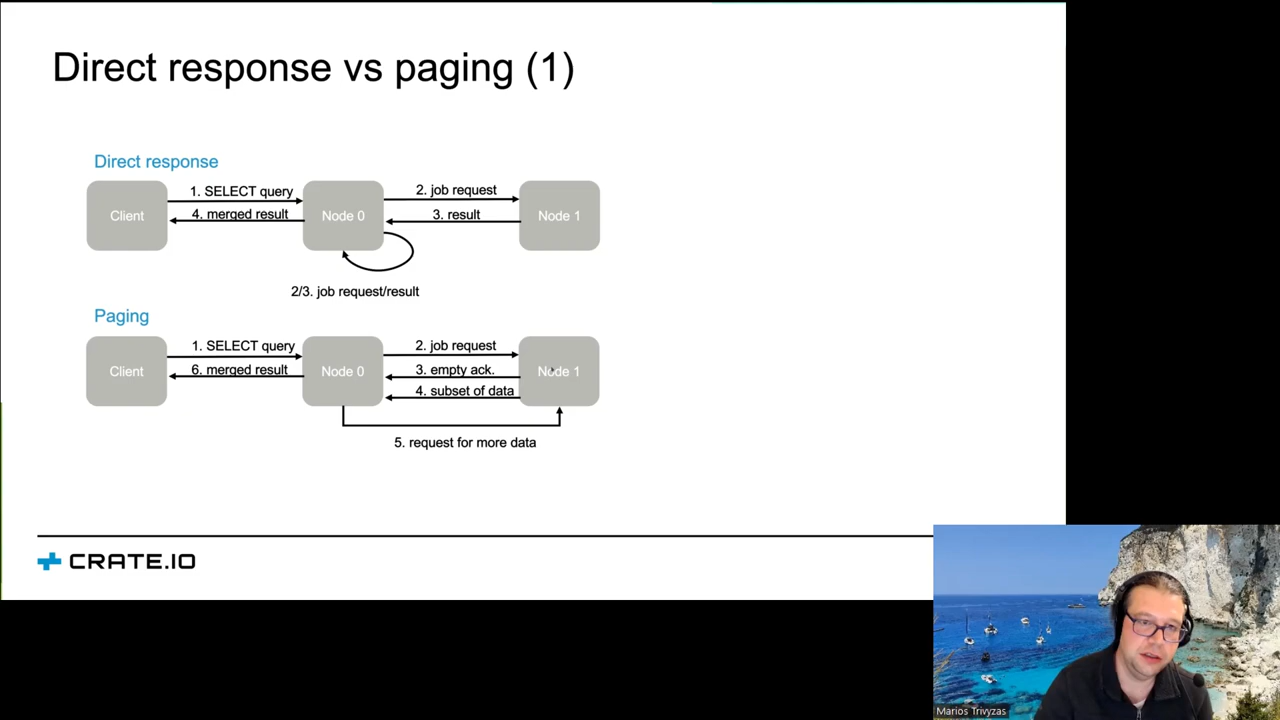 Direct response vs paging (1)
Direct response
Client
1. SELECT query
4. merged result
Node 0
2. job request
3. result
Node 1
2/3. job request/result
Paging
Client
1. SELECT query
6. merged result
Node 0
2. job request
3. empty ack.
4. subset of data
Node 1
5. request for more data
CRATE.IO
Marios Trivyzas